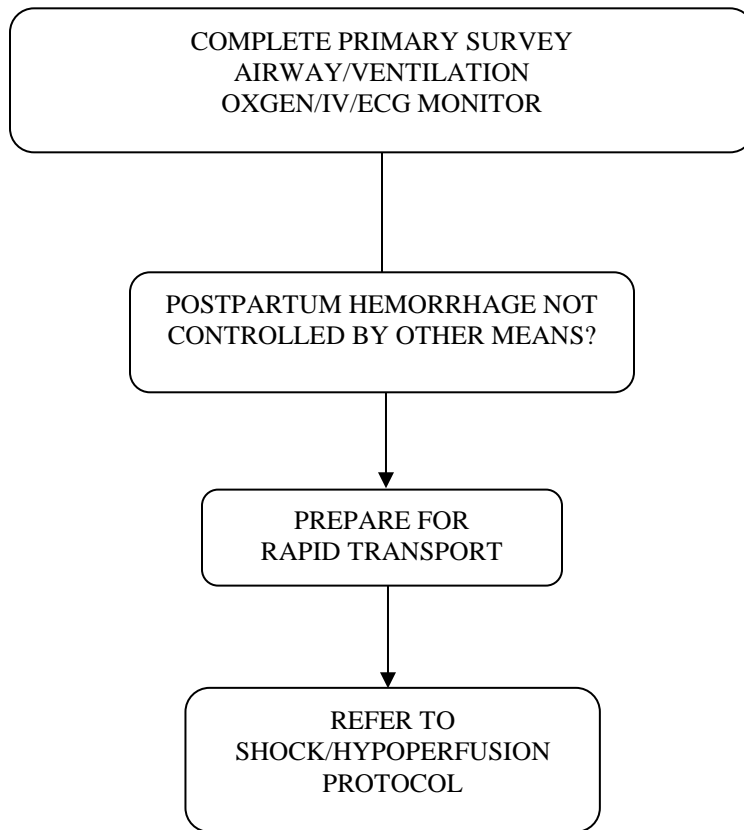 COMPLETE PRIMARY SURVEY
AIRWAY/VENTILATION
OXGEN/IV/ECG MONITOR
POSTPARTUM HEMORRHAGE NOT
CONTROLLED BY OTHER MEANS?
PREPARE FOR
RAPID TRANSPORT
REFER TO
SHOCK/HYPOPERFUSION
PROTOCOL